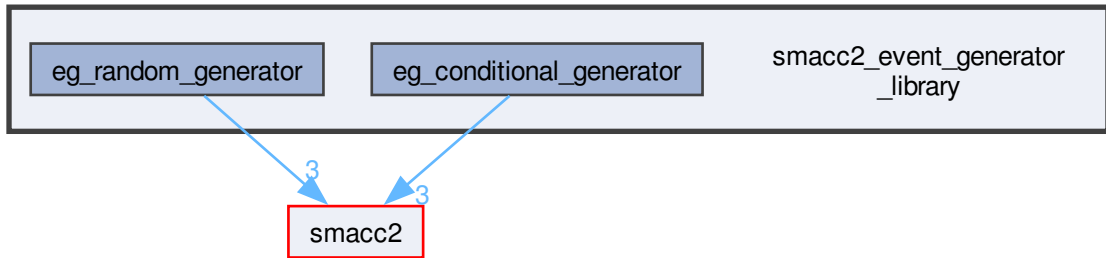 eg_random_generator
eg_conditional_generator
smacc2_event_generator
_library
3
3
smacc2